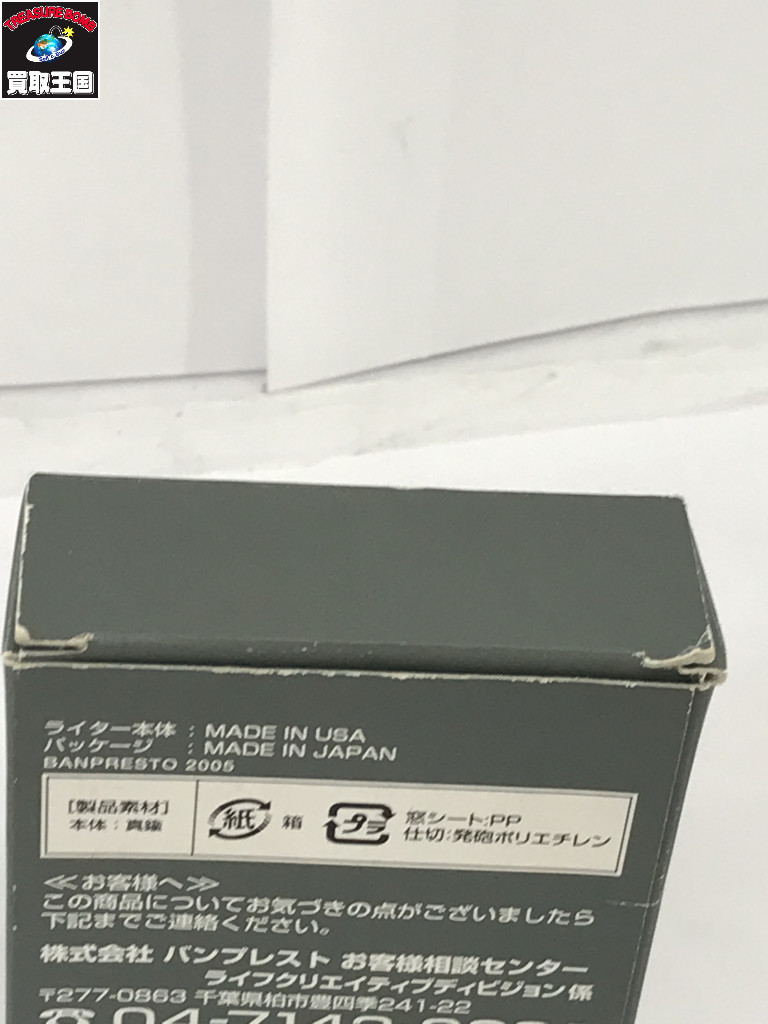 TREASURE BOMB
買取王国
ライター本体 : MADE IN USA
パッケージ : MADE IN JAPAN
BANPRESTO 2005
[製品素材]
本体:真鍮
紙 箱
プラ 窓シート:PP
仕切:発砲ポリエチレン
≪お客様へ≫
この商品についてお気づきの点がございましたら
下記までご連絡ください。
株式会社 バンプレスト お客様相談センター
ライフクリエイティブディビジョン係
〒277-0863 千葉県柏市豊四季241-22
☎04-7140-